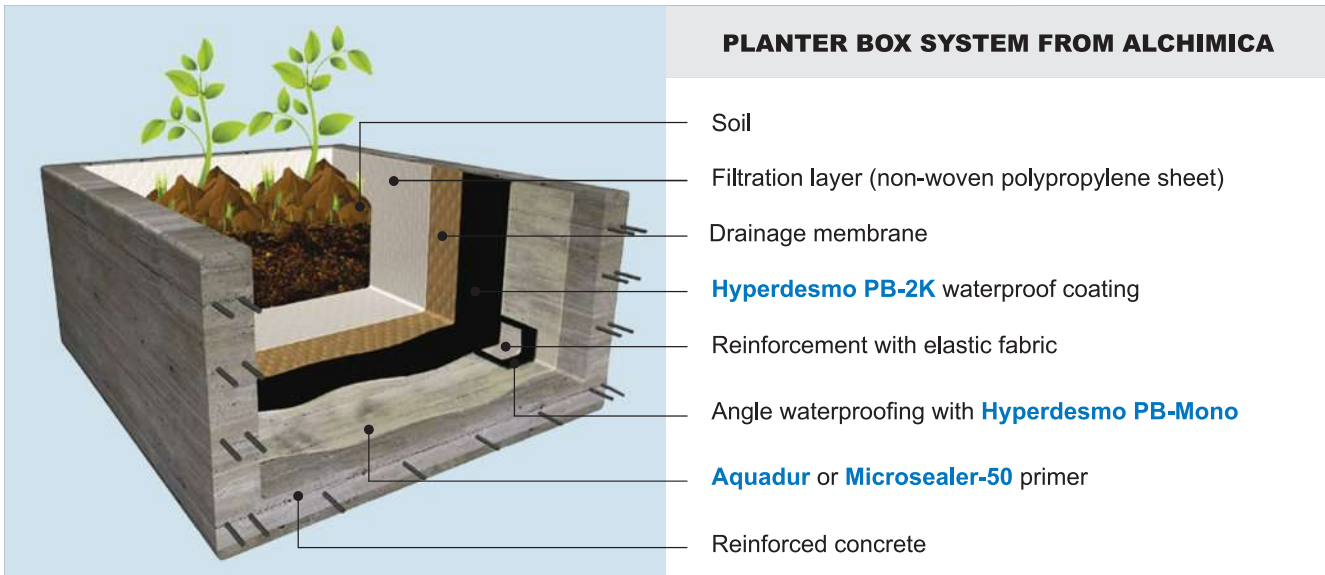 PLANTER BOX SYSTEM FROM ALCHIMICA
Soil
Filtration layer (non-woven polypropylene sheet)
Drainage membrane
Hyperdesmo PB-2K waterproof coating
Reinforcement with elastic fabric
Angle waterproofing with Hyperdesmo PB-Mono
Aquadur or Microsealer-50 primer
Reinforced concrete